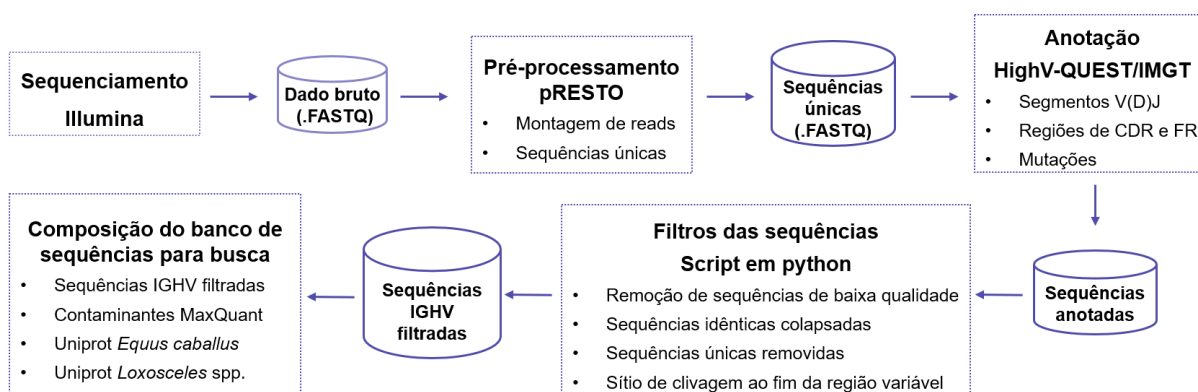 Sequenciamento
Illumina
Dado bruto
(.FASTQ)
Pré-processamento
pRESTO
• Montagem de reads
• Sequências únicas
Sequências
únicas
(.FASTQ)
Anotação
HighV-QUEST/IMGT
• Segmentos V(D)J
• Regiões de CDR e FR
• Mutações
Sequências
anotadas
Filtros das sequências
Script em python
• Remoção de sequências de baixa qualidade
• Sequências idênticas colapsadas
• Sequências únicas removidas
• Sítio de clivagem ao fim da região variável
Sequências
IGHV
filtradas
Composição do banco de
sequências para busca
• Sequências IGHV filtradas
• Contaminantes MaxQuant
• Uniprot Equus caballus
• Uniprot Loxosceles spp.